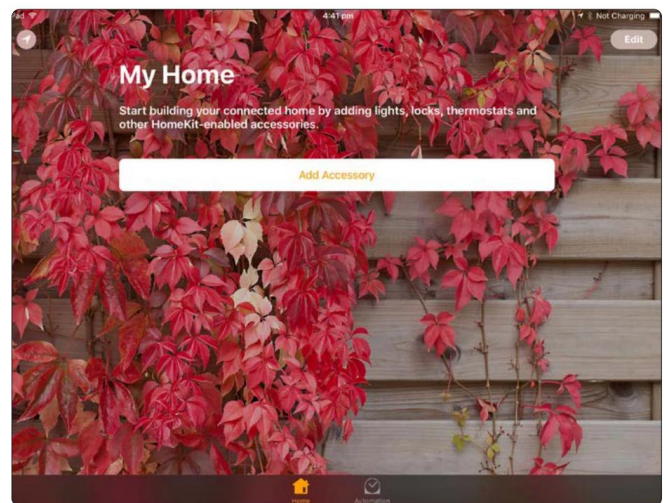 ad
4:41 pm
Not Charging
Edit
My Home
Start building your connected home by adding lights, locks, thermostats and
other HomeKit-enabled accessories.
Add Accessory
Home
Automation